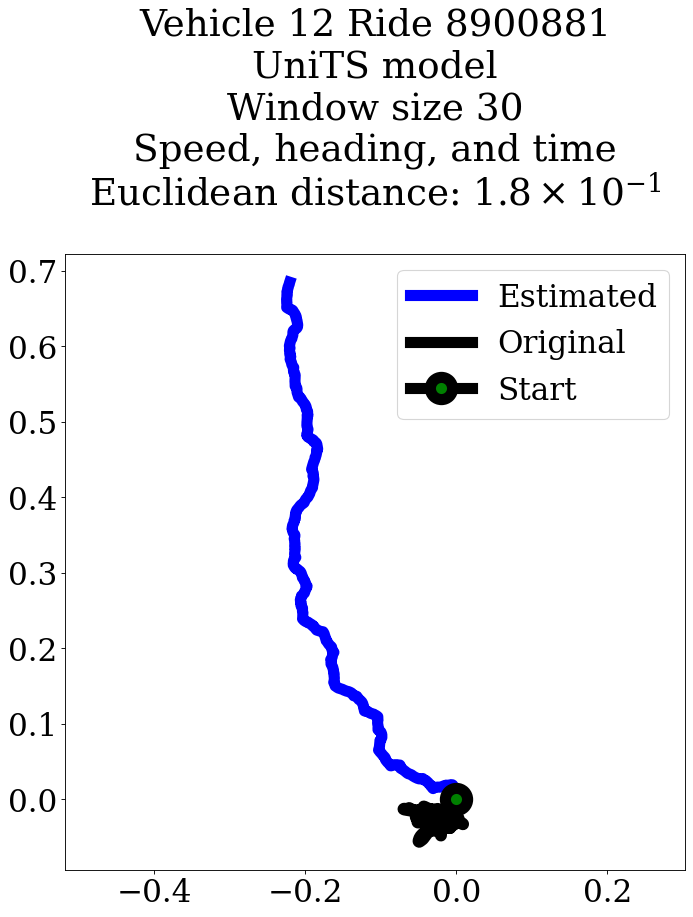 Vehicle 12 Ride 8900881
UniTS model
Window size 30
Speed, heading, and time
Euclidean distance: 1.8 × 10⁻¹
Estimated
Original
Start
0.7
0.6
0.5
0.4
0.3
0.2
0.1
0.0
−0.4 −0.2 0.0 0.2